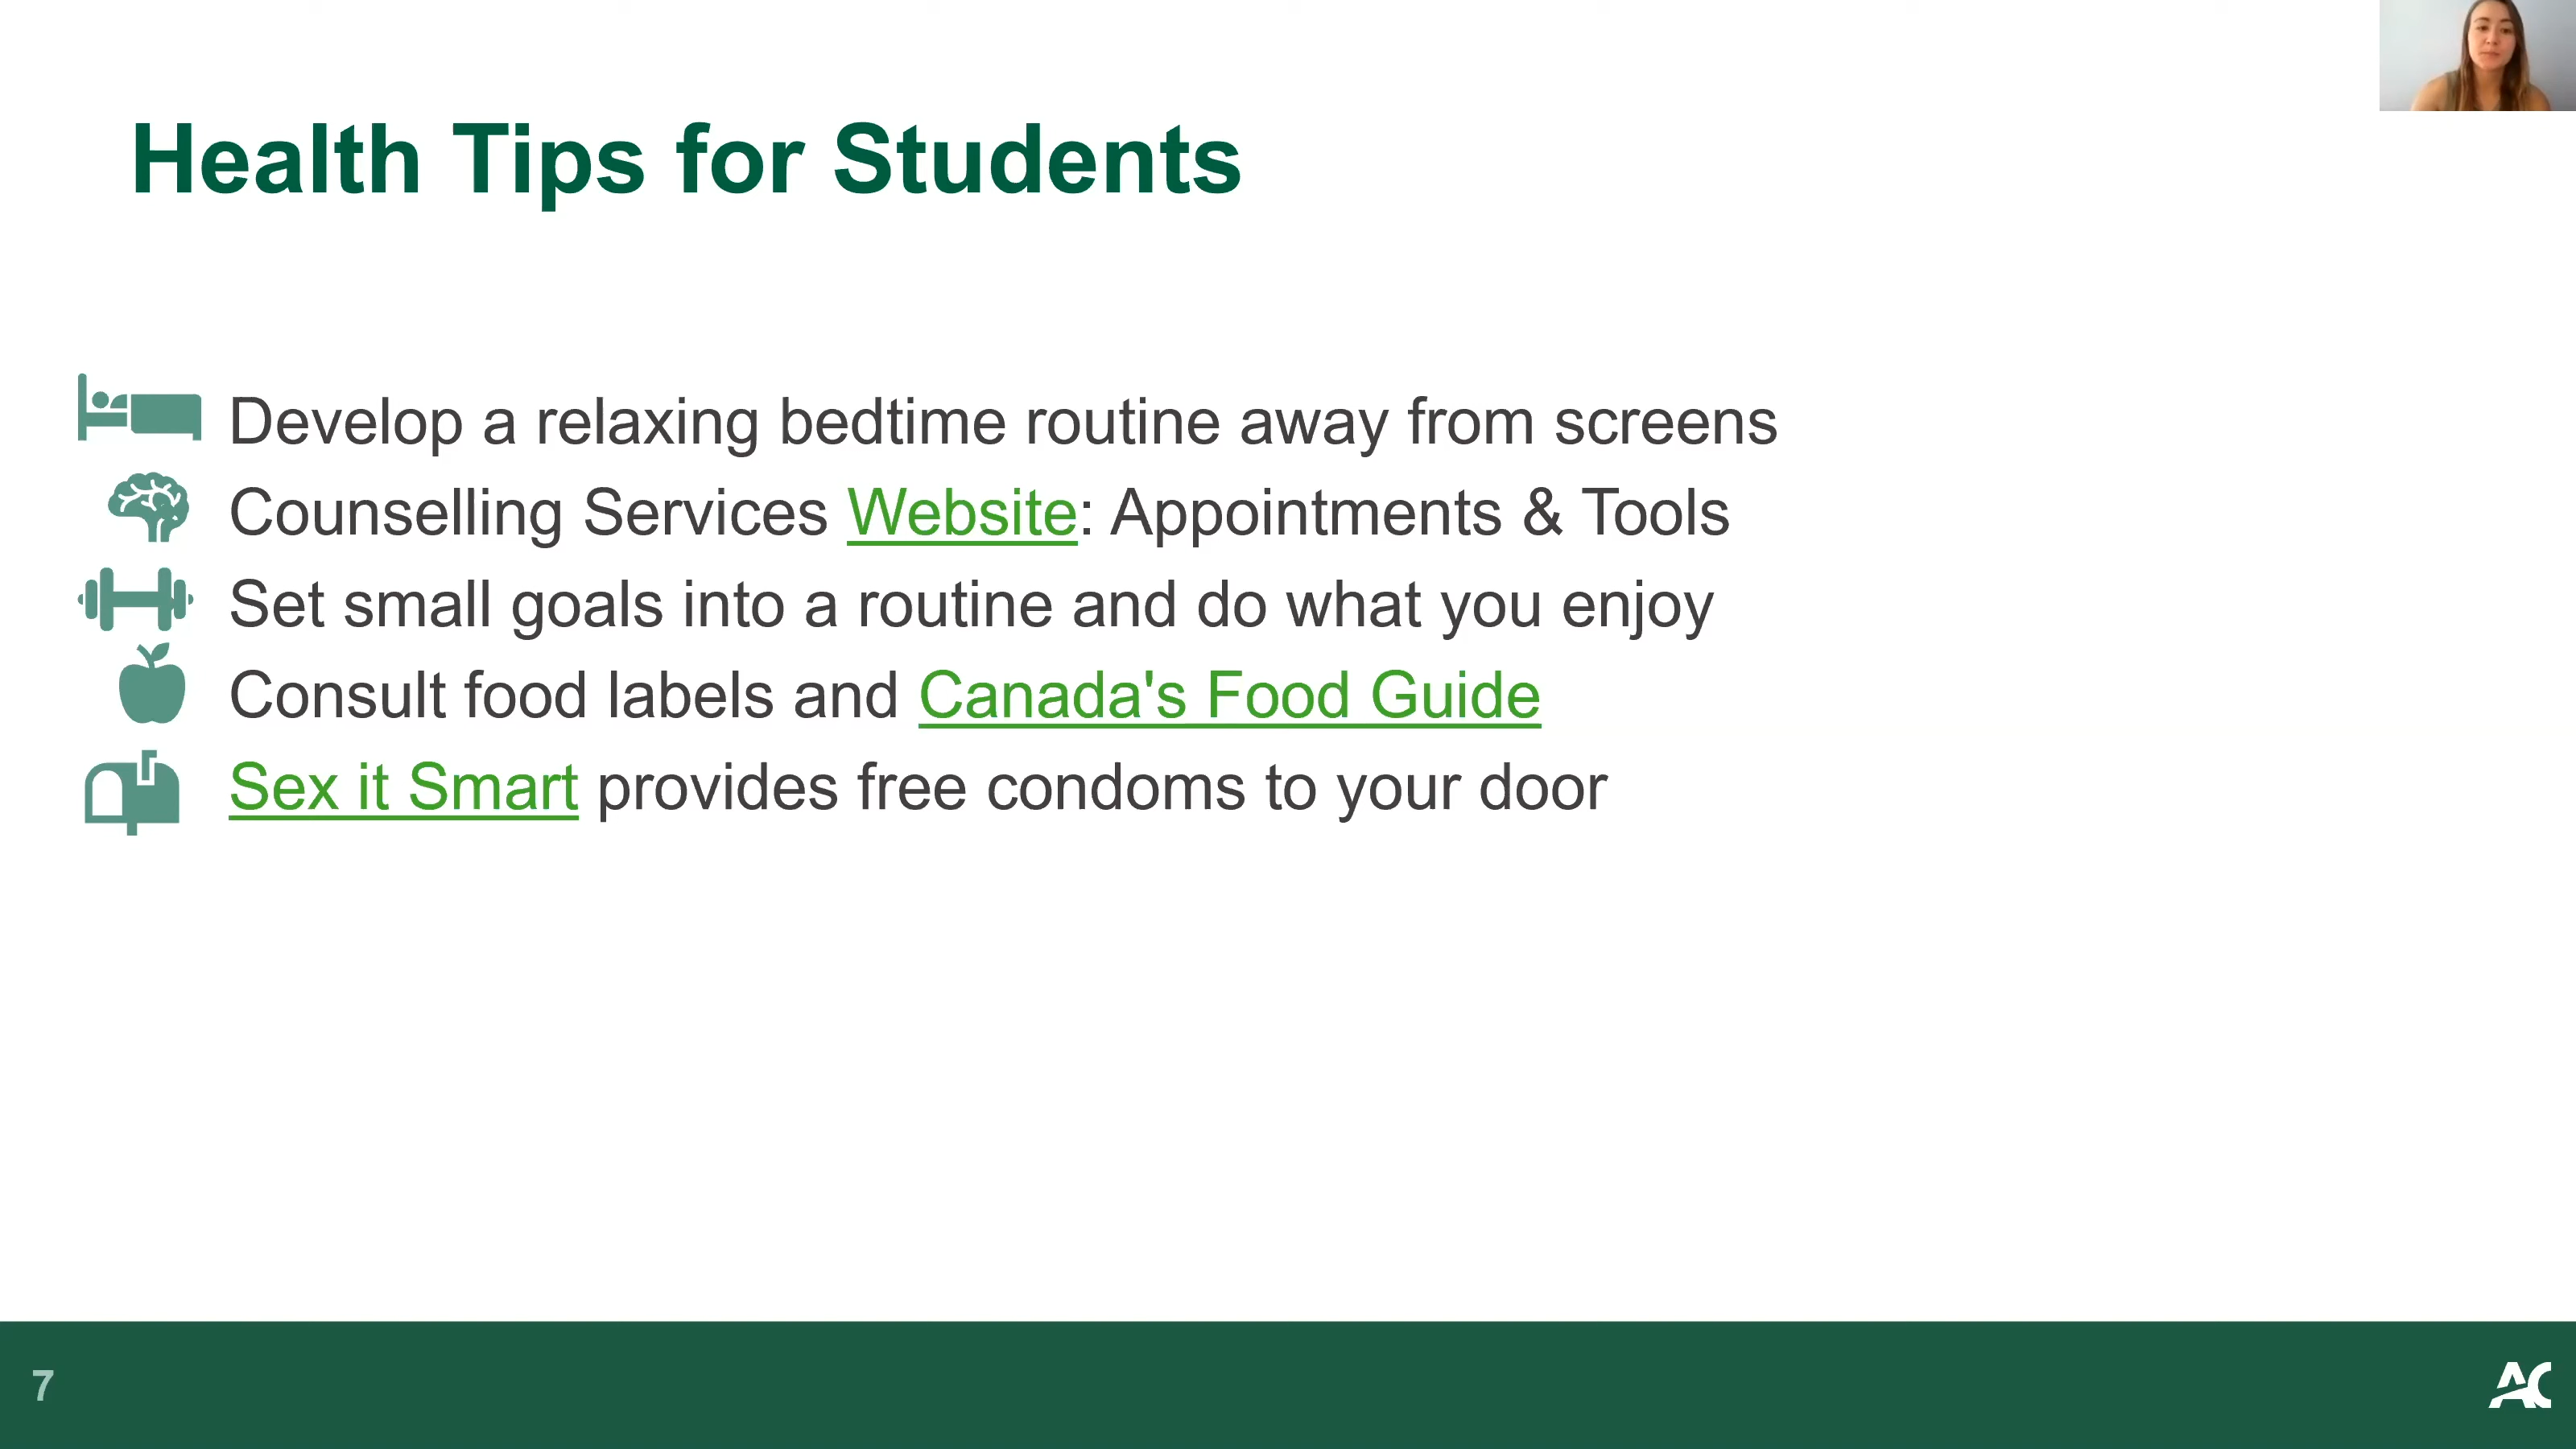 Health Tips for Students
Develop a relaxing bedtime routine away from screens
Counselling Services Website: Appointments & Tools
Set small goals into a routine and do what you enjoy
Consult food labels and Canada's Food Guide
Sex it Smart provides free condoms to your door
7
AC